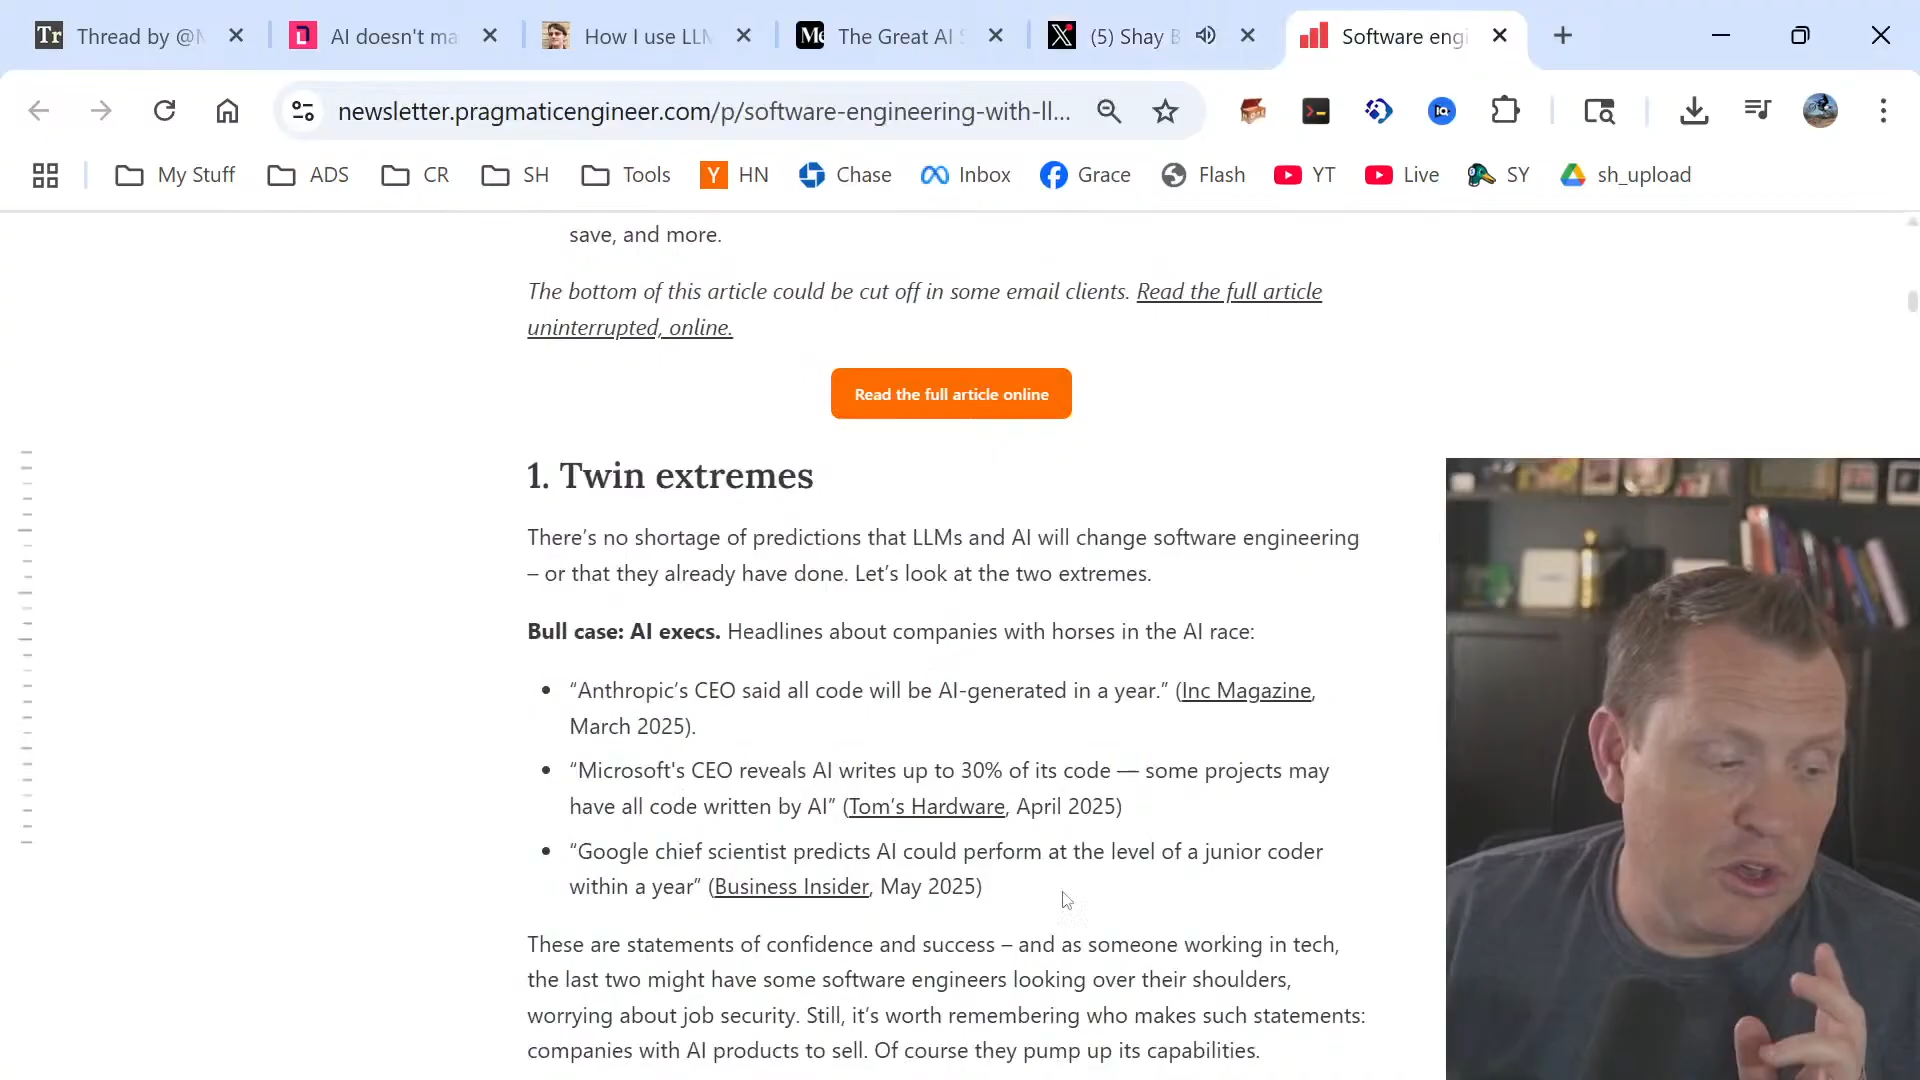 Tr Thread by @
AI doesn't ma
How I use LLM
The Great AI S
(5) Shay B
Software engi
newsletter.pragmaticengineer.com/p/software-engineering-with-ll...
My Stuff
ADS
CR
SH
Tools
Y HN
Chase
Inbox
Grace
Flash
YT
Live
SY
sh_upload
save, and more.
The bottom of this article could be cut off in some email clients. Read the full article
uninterrupted, online.
Read the full article online
1. Twin extremes
There’s no shortage of predictions that LLMs and AI will change software engineering
– or that they already have done. Let’s look at the two extremes.
Bull case: AI execs. Headlines about companies with horses in the AI race:
“Anthropic’s CEO said all code will be AI-generated in a year.” (Inc Magazine,
March 2025).
“Microsoft's CEO reveals AI writes up to 30% of its code — some projects may
have all code written by AI” (Tom’s Hardware, April 2025)
“Google chief scientist predicts AI could perform at the level of a junior coder
within a year” (Business Insider, May 2025)
These are statements of confidence and success – and as someone working in tech,
the last two might have some software engineers looking over their shoulders,
worrying about job security. Still, it’s worth remembering who makes such statements:
companies with AI products to sell. Of course they pump up its capabilities.